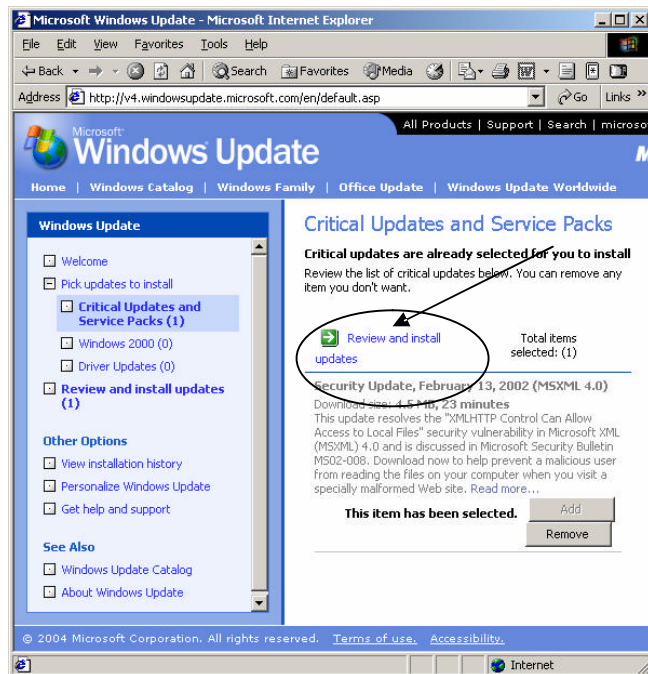 Microsoft Windows Update - Microsoft Internet Explorer
File Edit View Favorites Tools Help
Back Search Favorites Media
Address http://v4.windowsupdate.microsoft.com/en/default.asp Go Links »
All Products | Support | Search |
Microsoft
Windows Update
Home | Windows Catalog | Windows Family | Office Update | Windows Update Worldwide
Windows Update
Welcome
Pick updates to install
Critical Updates and
Service Packs (1)
Windows 2000 (0)
Driver Updates (0)
Review and install updates
(1)
Other Options
View installation history
Personalize Windows Update
Get help and support
See Also
Windows Update Catalog
About Windows Update
Critical Updates and Service Packs
Critical updates are already selected for you to install
Review the list of critical updates below. You can remove any
item you don't want.
Review and install
updates
Total items
selected: (1)
Security Update, February 13, 2002 (MSXML 4.0)
Download size: 4.5 MB, 23 minutes
This update resolves the "XMLHTTP Control Can Allow
Access to Local Files" security vulnerability in Microsoft XML
(MSXML) 4.0 and is discussed in Microsoft Security Bulletin
MS02-008. Download now to help prevent a malicious user
from reading the files on your computer when you visit a
specially malformed Web site. Read more...
This item has been selected. Add
Remove
© 2004 Microsoft Corporation. All rights reserved. Terms of use. Accessibility.
Internet